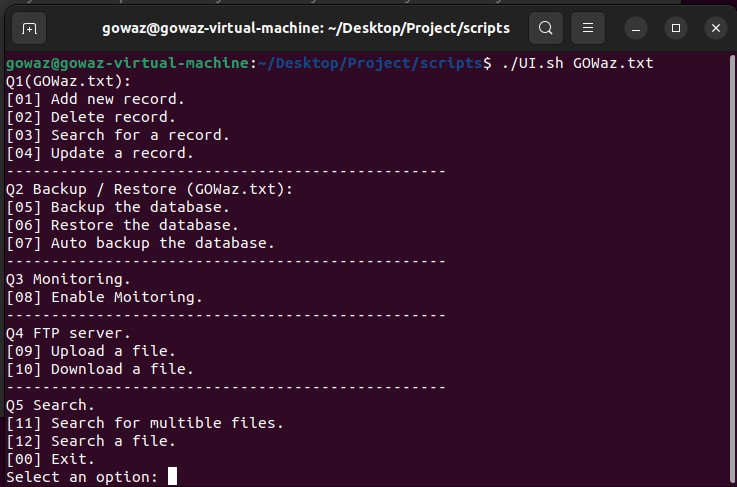 gowaz@gowaz-virtual-machine: ~/Desktop/Project/scripts
gowaz@gowaz-virtual-machine:~/Desktop/Project/scripts$ ./UI.sh GOWaz.txt
Q1(GOWaz.txt):
[01] Add new record.
[02] Delete record.
[03] Search for a record.
[04] Update a record.
-------------------------------------------------
Q2 Backup / Restore (GOWaz.txt):
[05] Backup the database.
[06] Restore the database.
[07] Auto backup the database.
-------------------------------------------------
Q3 Monitoring.
[08] Enable Moitoring.
-------------------------------------------------
Q4 FTP server.
[09] Upload a file.
[10] Download a file.
-------------------------------------------------
Q5 Search.
[11] Search for multible files.
[12] Search a file.
[00] Exit.
Select an option: